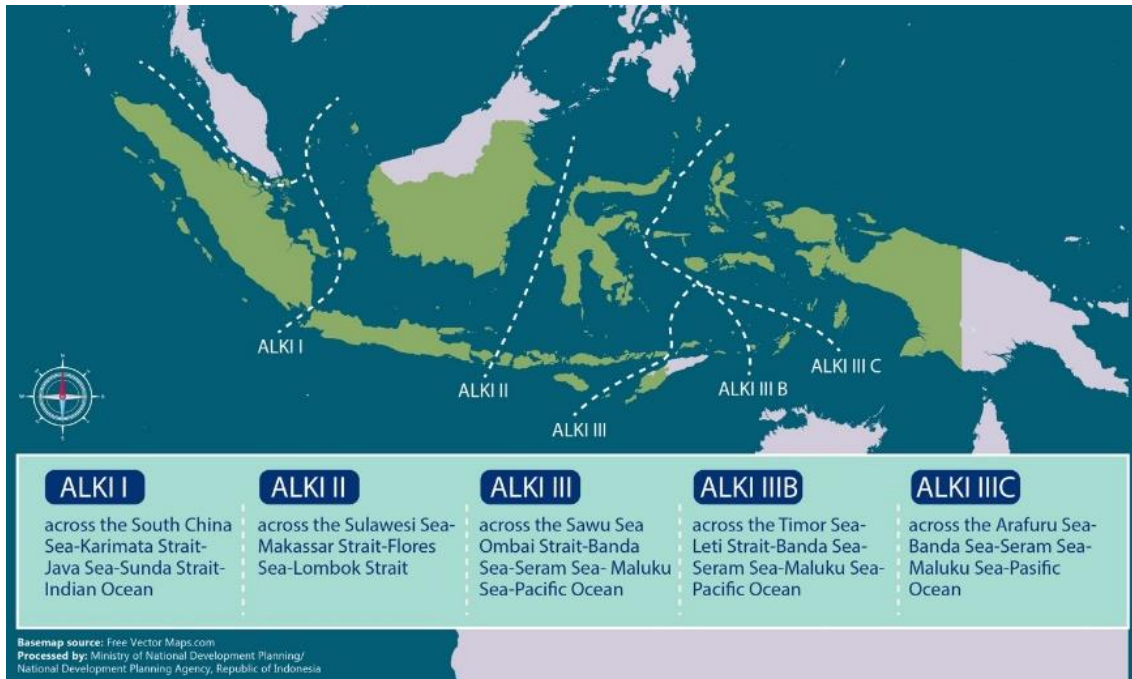 ALKI I
ALKI II
ALKI III
ALKI III B
ALKI III C
N
W
E
S
ALKI I
across the South China
Sea-Karimata Strait-
Java Sea-Sunda Strait-
Indian Ocean
ALKI II
across the Sulawesi Sea-
Makassar Strait-Flores
Sea-Lombok Strait
ALKI III
across the Sawu Sea
Ombai Strait-Banda
Sea-Seram Sea- Maluku
Sea-Pacific Ocean
ALKI IIIB
across the Timor Sea-
Leti Strait-Banda Sea-
Seram Sea-Maluku Sea-
Pacific Ocean
ALKI IIIC
across the Arafuru Sea-
Banda Sea-Seram Sea-
Maluku Sea-Pasific
Ocean
Basemap source: Free Vector Maps.com
Processed by: Ministry of National Development Planning/
National Development Planning Agency, Republic of Indonesia